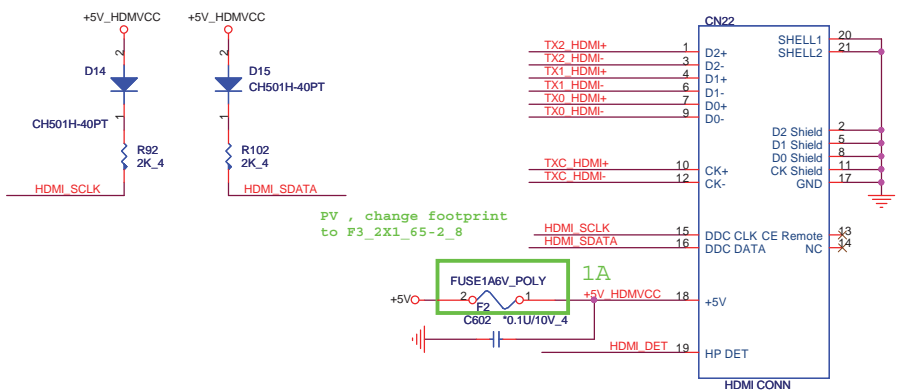 +5V_HDMVCC
+5V_HDMVCC
2
2
D14
D15
CH501H-40PT
CH501H-40PT
1
1
R92
2K_4
R102
2K_4
HDMI_SCLK
HDMI_SDATA
PV , change footprint
to F3_2X1_65-2_8
CN22
TX2_HDMI+ 1 D2+
TX2_HDMI- 3 D2-
TX1_HDMI+ 4 D1+
TX1_HDMI- 6 D1-
TX0_HDMI+ 7 D0+
TX0_HDMI- 9 D0-
SHELL1 20
SHELL2 21
D2 Shield 2
D1 Shield 5
D0 Shield 8
CK Shield 11
GND 17
TXC_HDMI+ 10 CK+
TXC_HDMI- 12 CK-
HDMI_SCLK 15 DDC CLK CE Remote 13
HDMI_SDATA 16 DDC DATA NC 14
FUSE1A6V_POLY
1A
+5V 2 F2 1 +5V_HDMVCC 18 +5V
C602 *0.1U/10V_4
HDMI_DET 19 HP DET
HDMI CONN